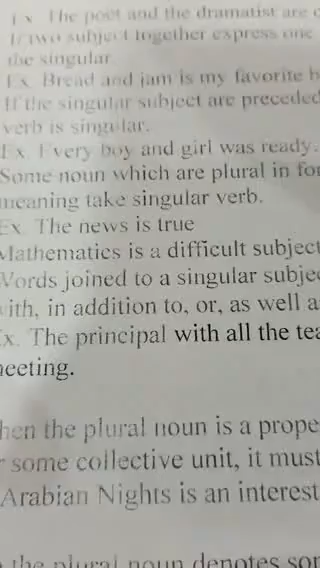 Ex. The poet and the dramatist are
If two subject together express one
the singular.
Ex. Bread and jam is my favorite
If the singular subject are preceded
verb is singular.
Ex. Every boy and girl was ready.
Some noun which are plural in for
meaning take singular verb.
Ex. The news is true
Mathematics is a difficult subject
Words joined to a singular subje
ith, in addition to, or, as well a
Ex. The principal with all the tea
meeting.
hen the plural noun is a prope
some collective unit, it must
Arabian Nights is an interest
the plural noun denotes so